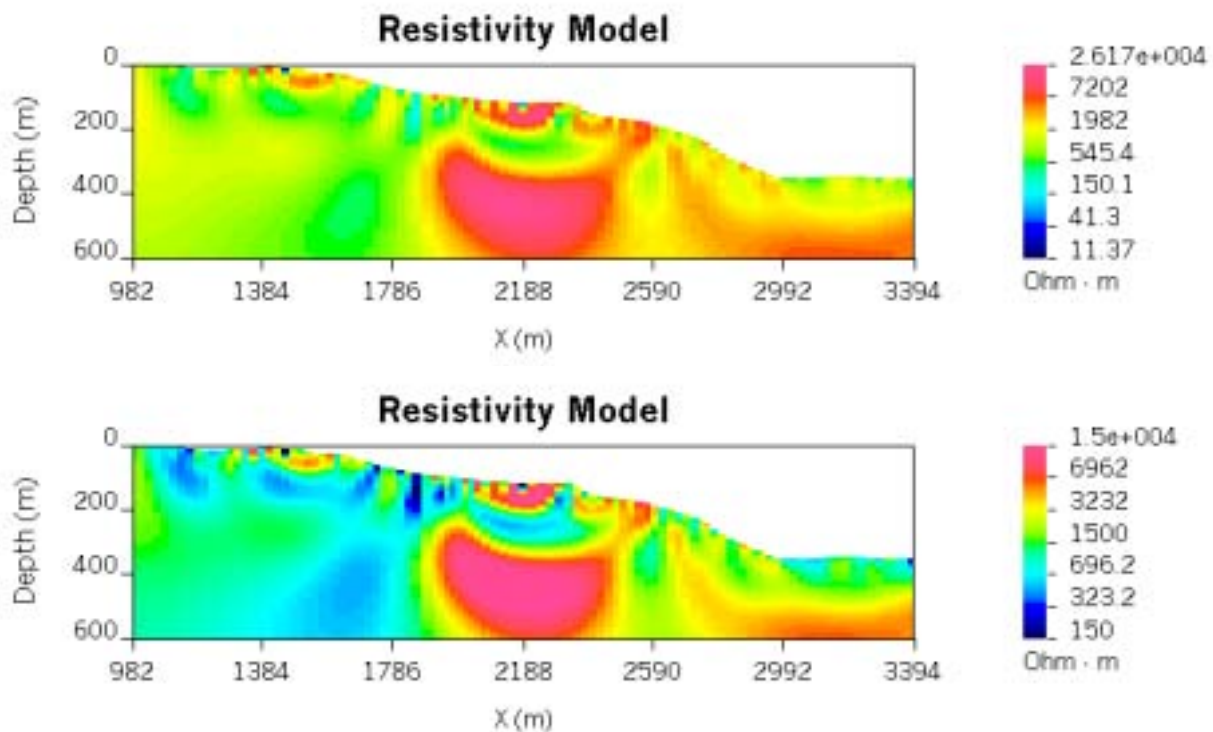 Resistivity Model
0
200
400
600
Depth (m)
982 1384 1786 2188 2590 2992 3394
X (m)
2.617e+004
7202
1982
545.4
150.1
41.3
11.37
Ohm · m
Resistivity Model
0
200
400
600
Depth (m)
982 1384 1786 2188 2590 2992 3394
X (m)
1.5e+004
6962
3232
1500
696.2
323.2
150
Ohm · m